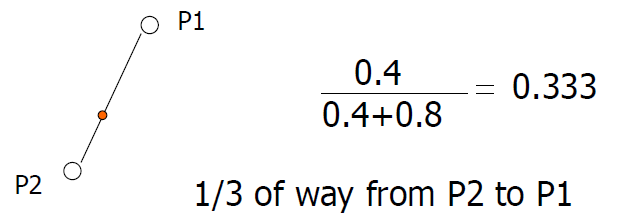 P1
0.4
0.4+0.8
= 0.333
P2
1/3 of way from P2 to P1